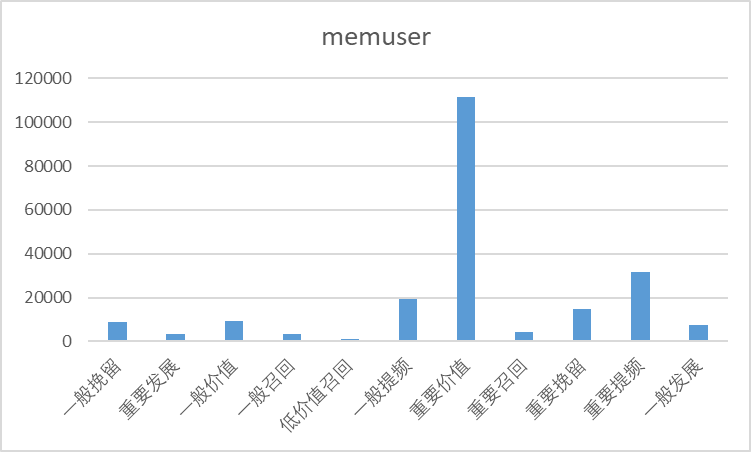 memuser
120000
100000
80000
60000
40000
20000
0
一般挽留
重要发展
一般价值
一般召回
低价值召回
一般提频
重要价值
重要召回
重要挽留
重要提频
一般发展